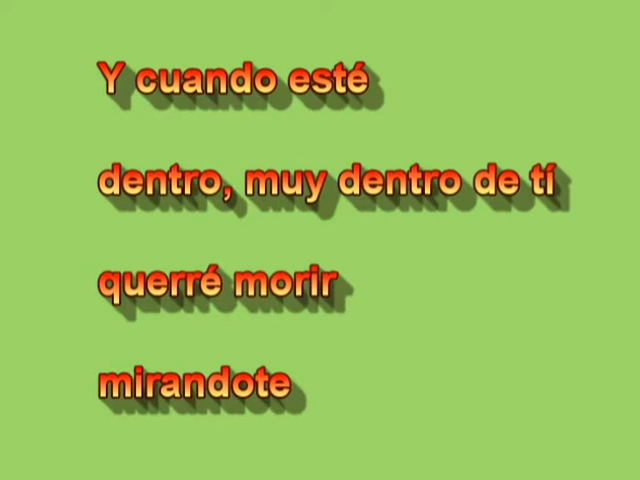 Y cuando esté
dentro, muy dentro de tí
querré morir
mirandote